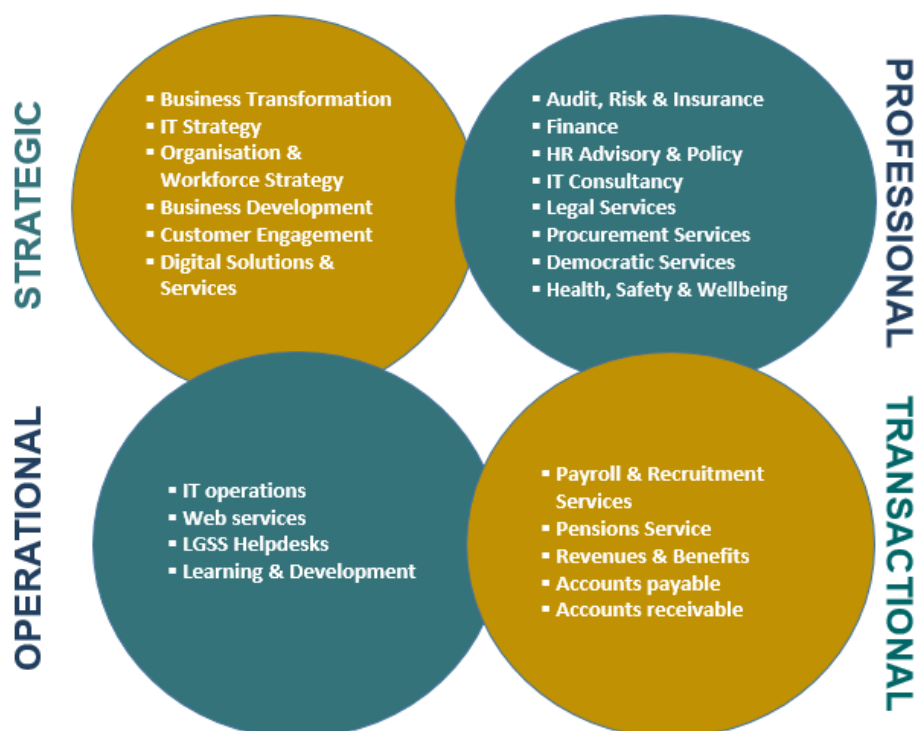 STRATEGIC
▪ Business Transformation
▪ IT Strategy
▪ Organisation &
Workforce Strategy
▪ Business Development
▪ Customer Engagement
▪ Digital Solutions &
Services
PROFESSIONAL
▪ Audit, Risk & Insurance
▪ Finance
▪ HR Advisory & Policy
▪ IT Consultancy
▪ Legal Services
▪ Procurement Services
▪ Democratic Services
▪ Health, Safety & Wellbeing
OPERATIONAL
▪ IT operations
▪ Web services
▪ LGSS Helpdesks
▪ Learning & Development
TRANSACTIONAL
▪ Payroll & Recruitment
Services
▪ Pensions Service
▪ Revenues & Benefits
▪ Accounts payable
▪ Accounts receivable